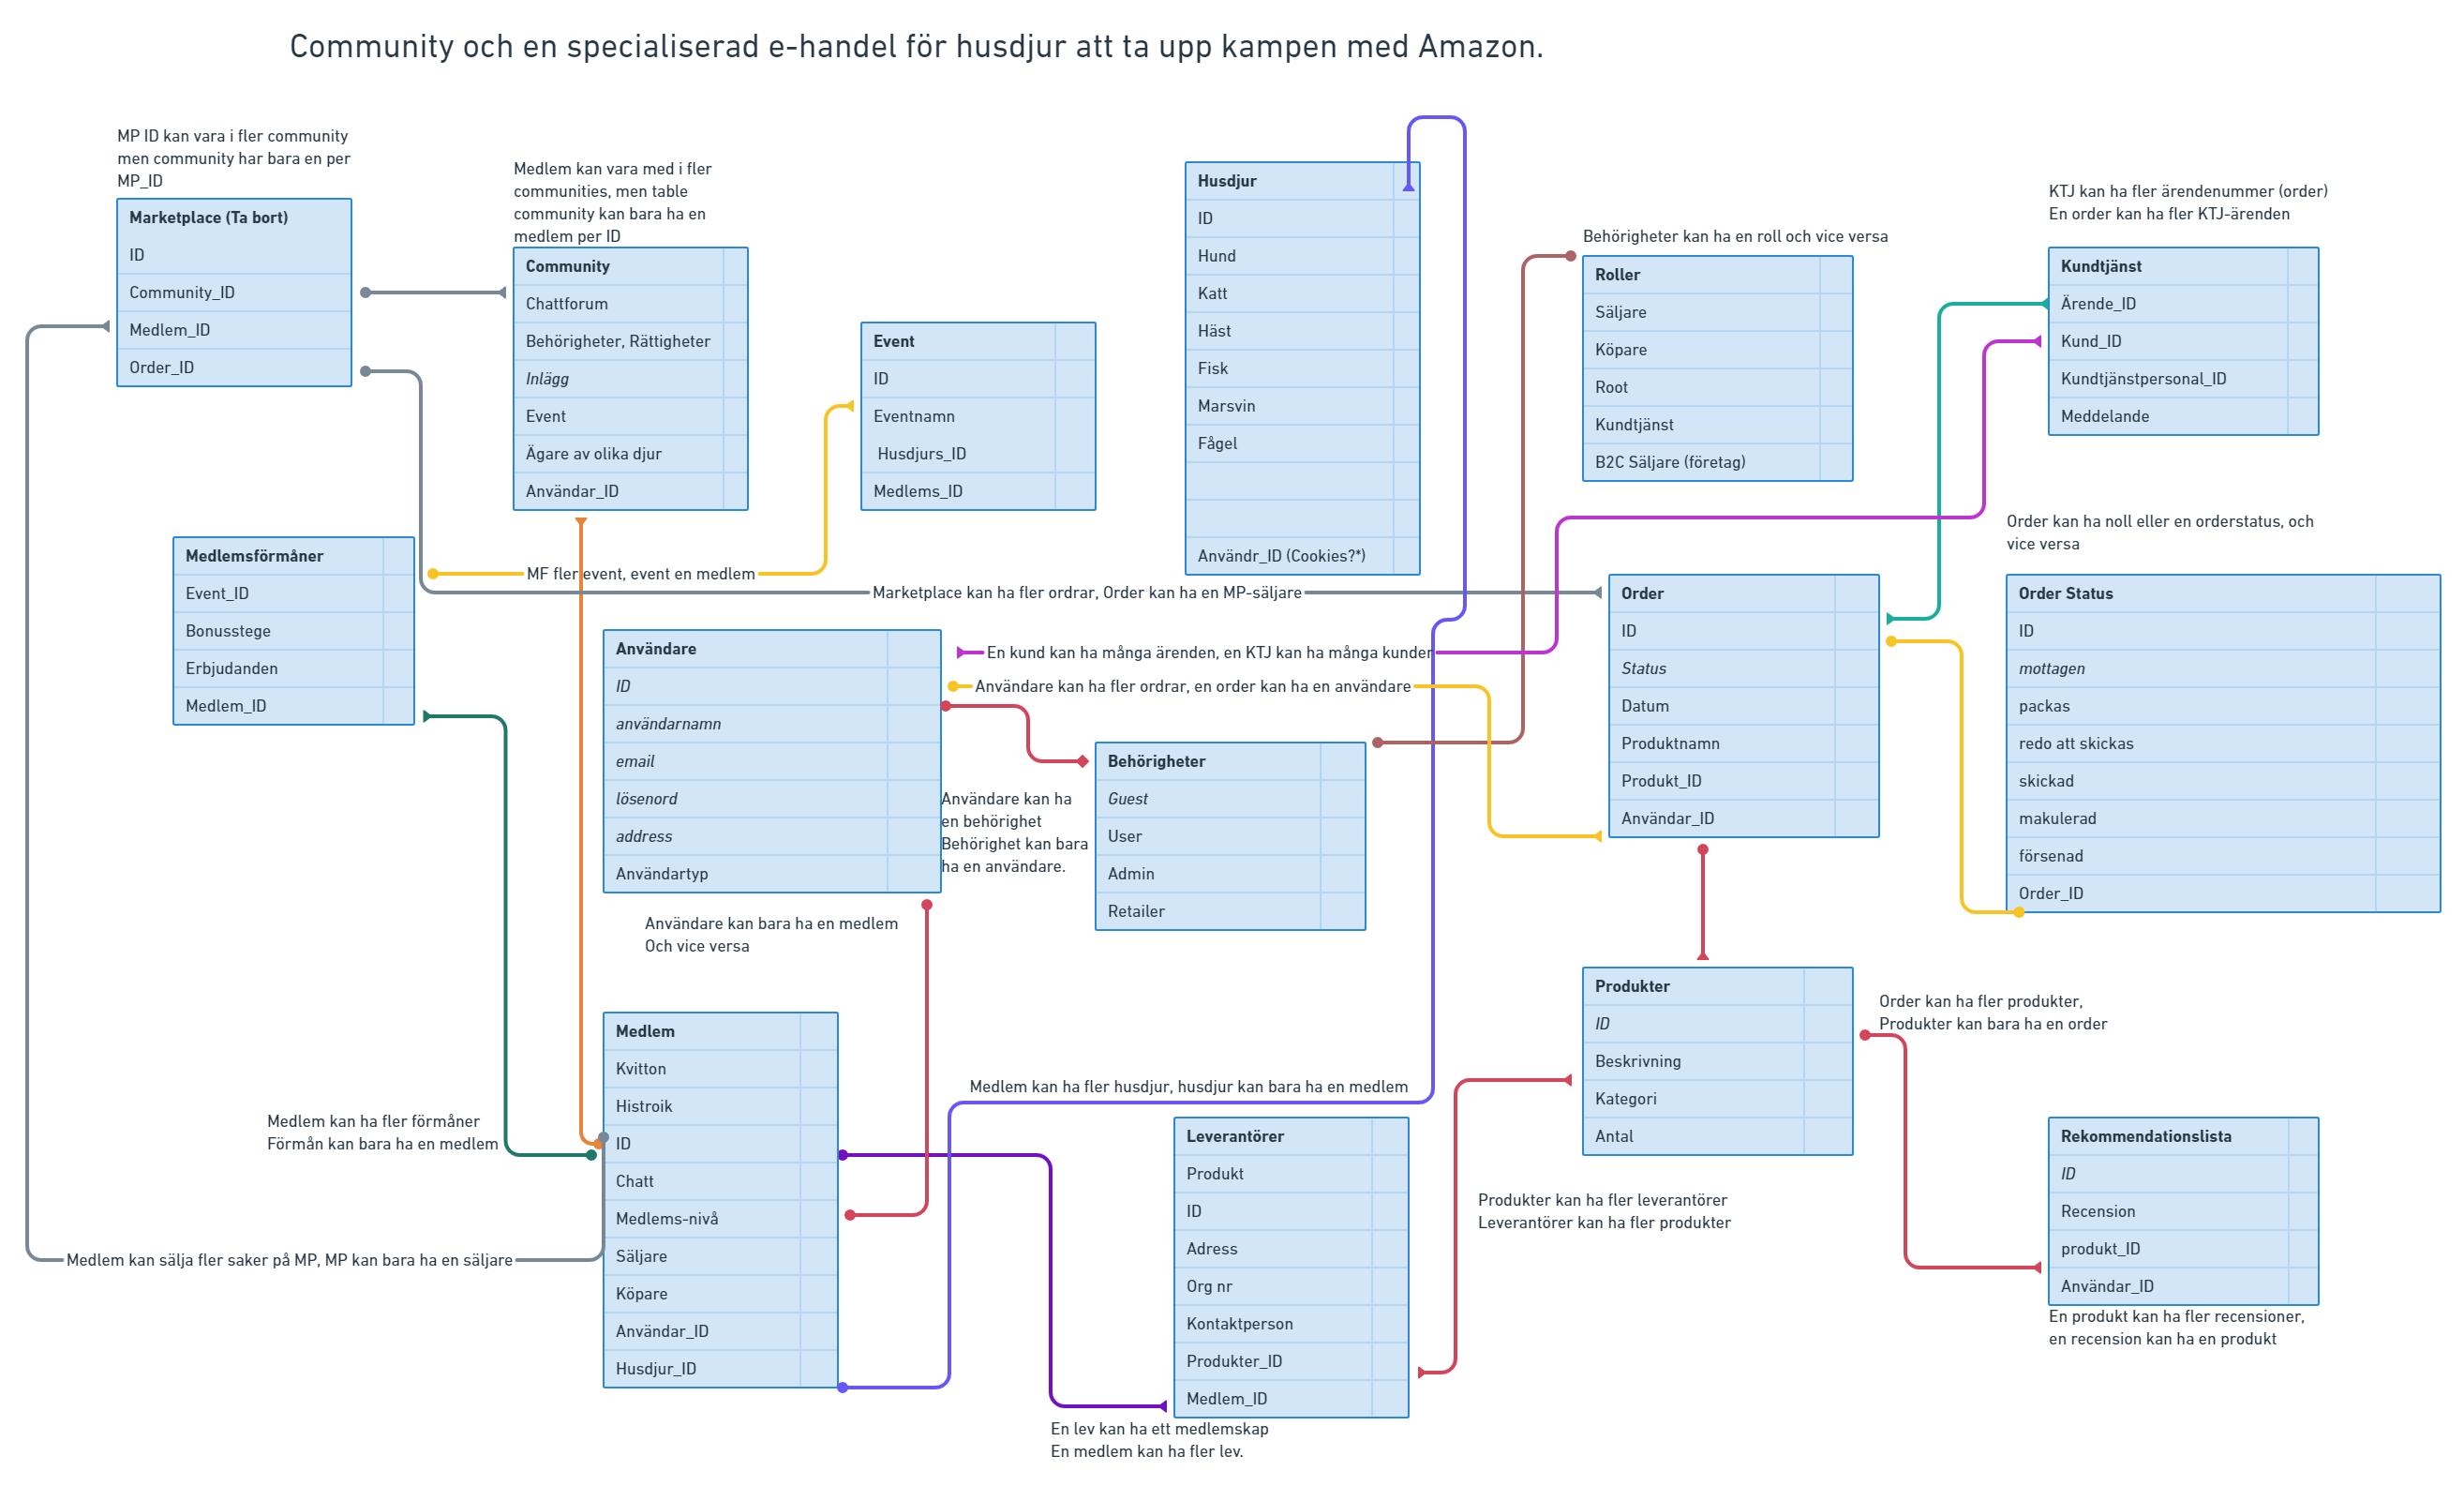 Community och en specialiserad e-handel för husdjur att ta upp kampen med Amazon.
MP ID kan vara i fler community
men community har bara en per
MP_ID
Marketplace (Ta bort)
ID
Community_ID
Medlem_ID
Order_ID
Medlem kan vara med i fler
communities, men table
community kan bara ha en
medlem per ID
Community
Chattforum
Behörigheter, Rättigheter
Inlägg
Event
Ägare av olika djur
Användar_ID
Event
ID
Eventnamn
Husdjurs_ID
Medlems_ID
Husdjur
ID
Hund
Katt
Häst
Fisk
Marsvin
Fågel
Användr_ID (Cookies?*)
Behörigheter kan ha en roll och vice versa
Roller
Säljare
Köpare
Root
Kundtjänst
B2C Säljare (företag)
KTJ kan ha fler ärendenummer (order)
En order kan ha fler KTJ-ärenden
Kundtjänst
Ärende_ID
Kund_ID
Kundtjänstpersonal_ID
Meddelande
Medlemsförmåner
Event_ID
Bonusstege
Erbjudanden
Medlem_ID
MF fler event, event en medlem
Marketplace kan ha fler ordrar, Order kan ha en MP-säljare
Användare
ID
användarnamn
email
lösenord
address
Användartyp
En kund kan ha många ärenden, en KTJ kan ha många kunder
Användare kan ha fler ordrar, en order kan ha en användare
Användare kan ha
en behörighet
Behörighet kan bara
ha en användare.
Behörigheter
Guest
User
Admin
Retailer
Order
ID
Status
Datum
Produktnamn
Produkt_ID
Användar_ID
Order kan ha noll eller en orderstatus, och
vice versa
Order Status
ID
mottagen
packas
redo att skickas
skickad
makulerad
försenad
Order_ID
Användare kan bara ha en medlem
Och vice versa
Medlem
Kvitton
Histroik
ID
Chatt
Medlems-nivå
Säljare
Köpare
Användar_ID
Husdjur_ID
Medlem kan ha fler förmåner
Förmån kan bara ha en medlem
Medlem kan sälja fler saker på MP, MP kan bara ha en säljare
Medlem kan ha fler husdjur, husdjur kan bara ha en medlem
Leverantörer
Produkt
ID
Adress
Org nr
Kontaktperson
Produkter_ID
Medlem_ID
En lev kan ha ett medlemskap
En medlem kan ha fler lev.
Produkter
ID
Beskrivning
Kategori
Antal
Order kan ha fler produkter,
Produkter kan bara ha en order
Produkter kan ha fler leverantörer
Leverantörer kan ha fler produkter
Rekommendationslista
ID
Recension
produkt_ID
Användar_ID
En produkt kan ha fler recensioner,
en recension kan ha en produkt